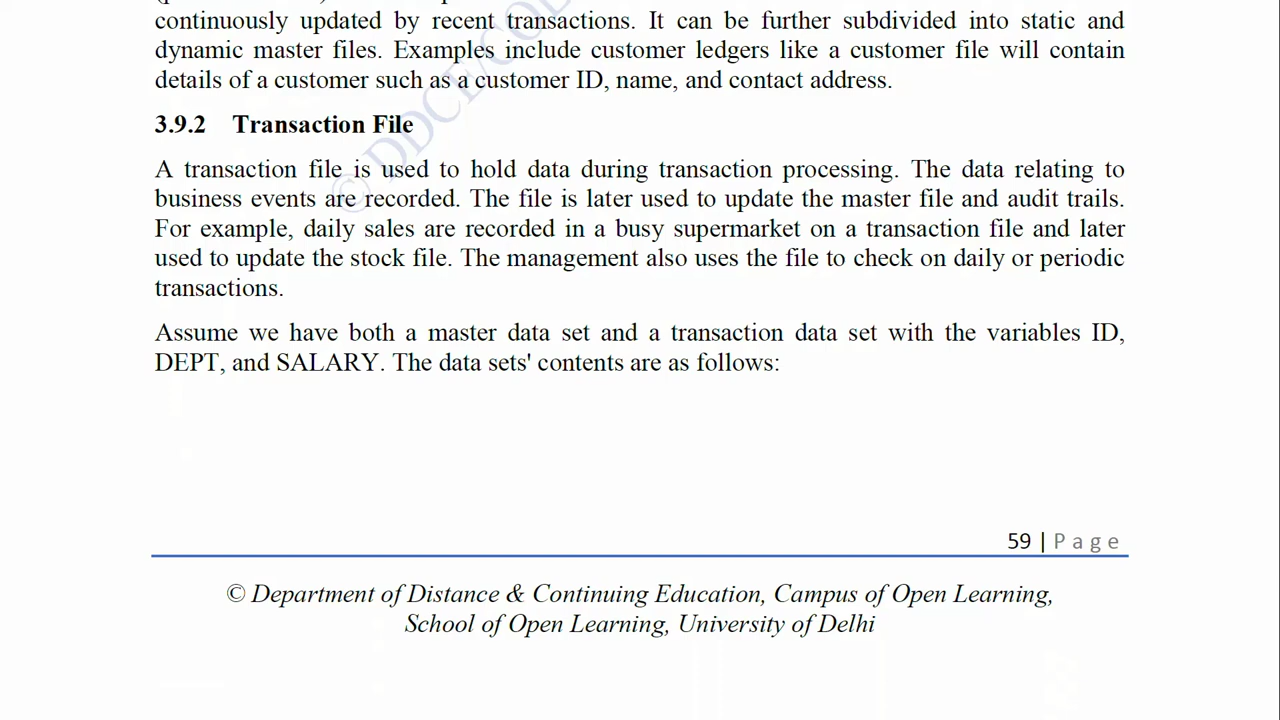 continuously updated by recent transactions. It can be further subdivided into static and
dynamic master files. Examples include customer ledgers like a customer file will contain
details of a customer such as a customer ID, name, and contact address.
3.9.2 Transaction File
A transaction file is used to hold data during transaction processing. The data relating to
business events are recorded. The file is later used to update the master file and audit trails.
For example, daily sales are recorded in a busy supermarket on a transaction file and later
used to update the stock file. The management also uses the file to check on daily or periodic
transactions.
Assume we have both a master data set and a transaction data set with the variables ID,
DEPT, and SALARY. The data sets' contents are as follows:
© DDCE/COL
59 | Page
© Department of Distance & Continuing Education, Campus of Open Learning,
School of Open Learning, University of Delhi